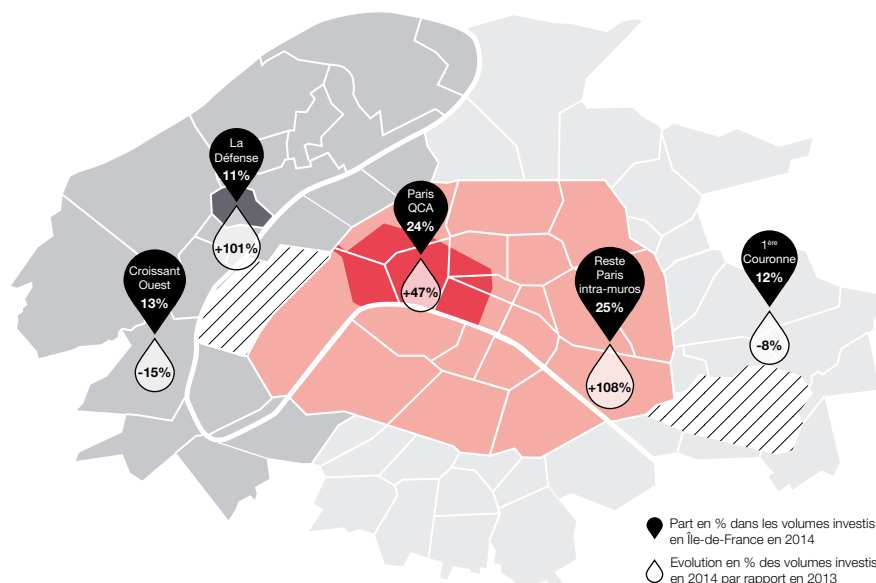 La
Défense
11%
+101%
Croissant
Ouest
13%
-15%
Paris
QCA
24%
+47%
Reste
Paris
intra-muros
25%
+108%
1ère
Couronne
12%
-8%
Part en % dans les volumes investis
en Île-de-France en 2014
Evolution en % des volumes investis
en 2014 par rapport en 2013